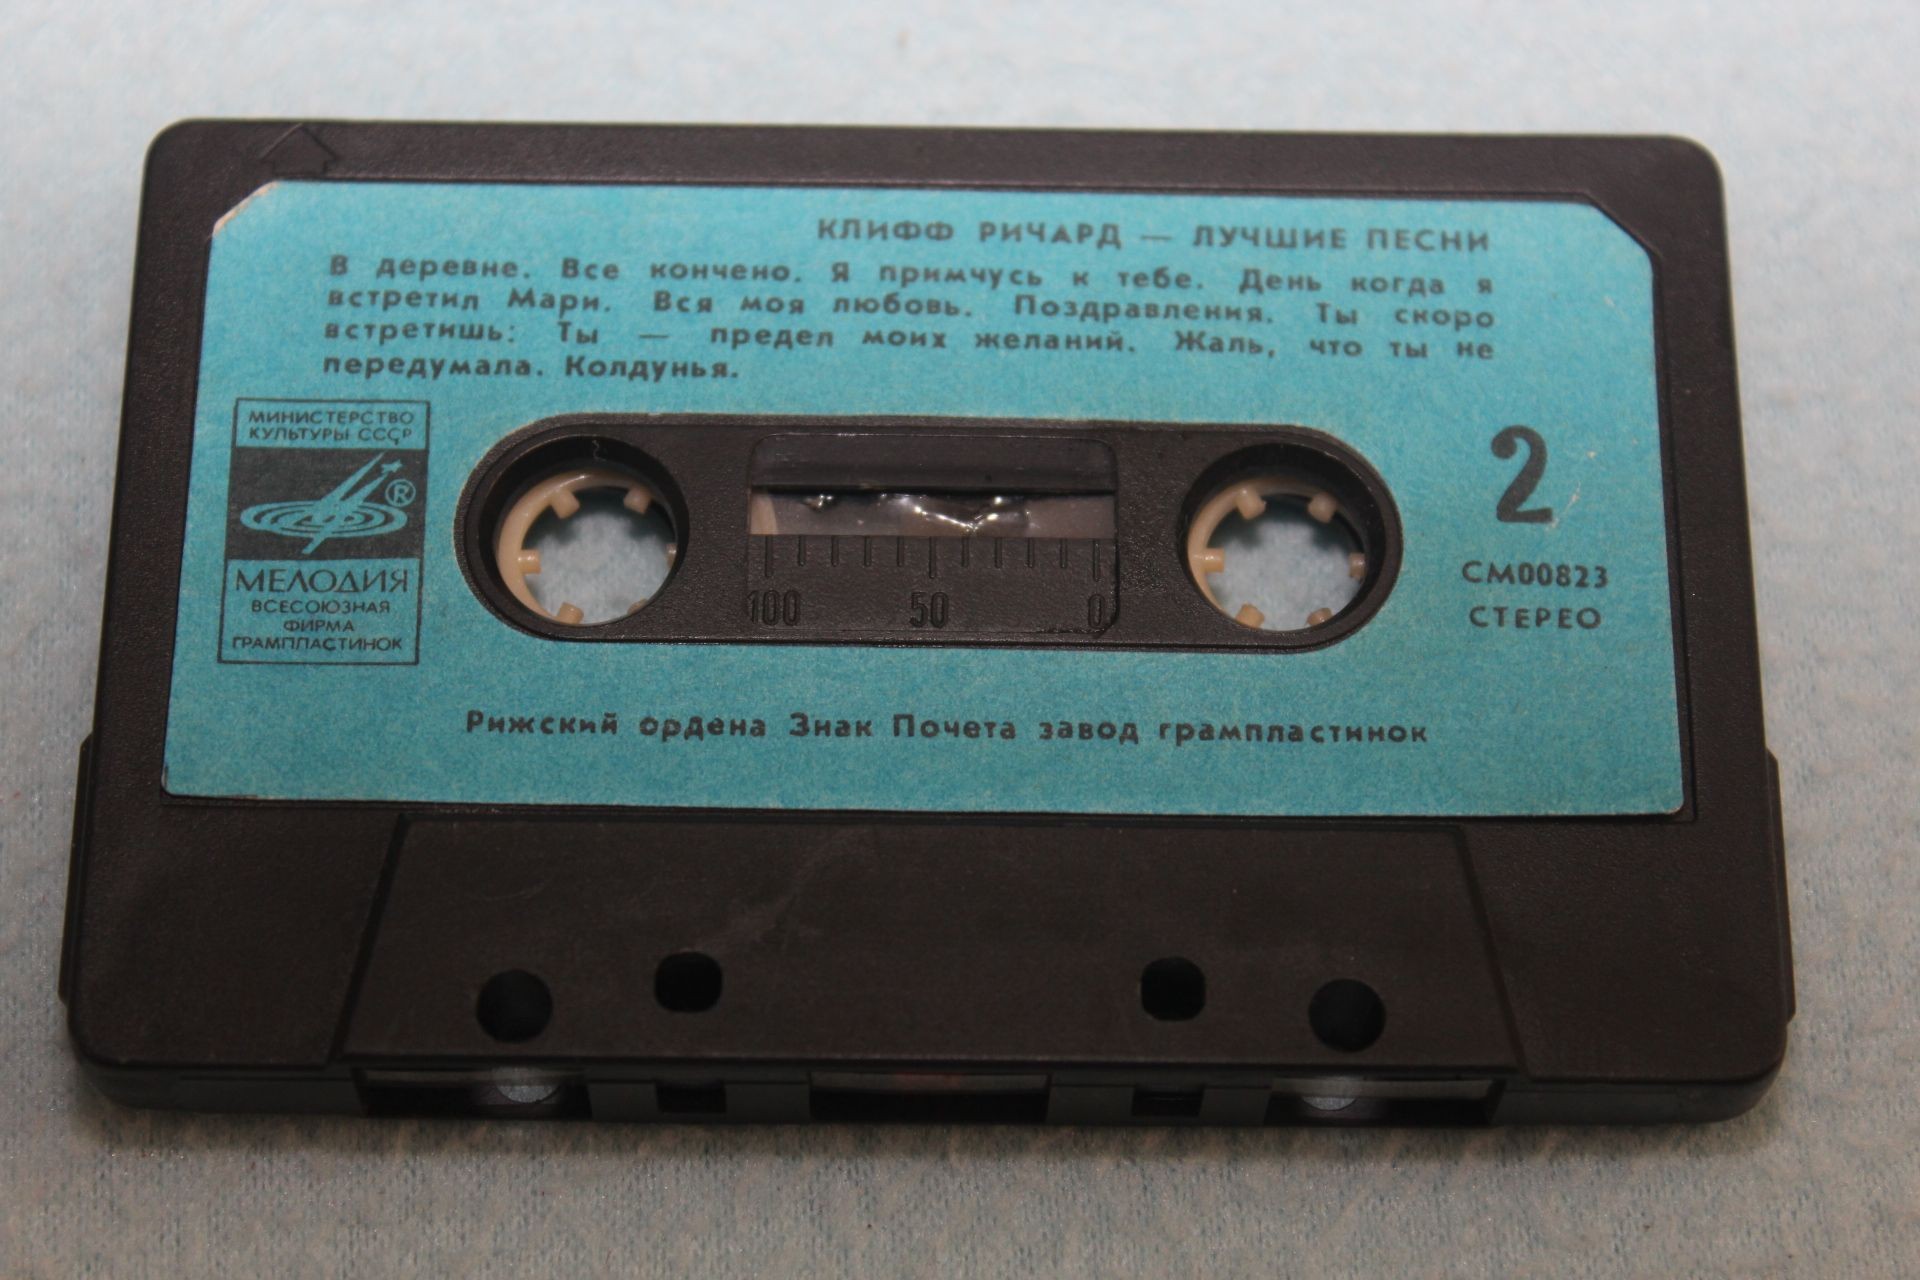 КЛИФФ РИЧАРД — ЛУЧШИЕ ПЕСНИ
В деревне. Все кончено. Я примчусь к тебе. День когда я
встретил Мари. Вся моя любовь. Поздравления. Ты скоро
встретишь: Ты — предел моих желаний. Жаль, что ты не
передумала. Колдунья.
МИНИСТЕРСТВО
КУЛЬТУРЫ СССР
®
МЕЛОДИЯ
ВСЕСОЮЗНАЯ
ФИРМА
ГРАМПЛАСТИНОК
100 50 0
2
СМ00823
СТЕРЕО
Рижский ордена Знак Почета завод грампластинок